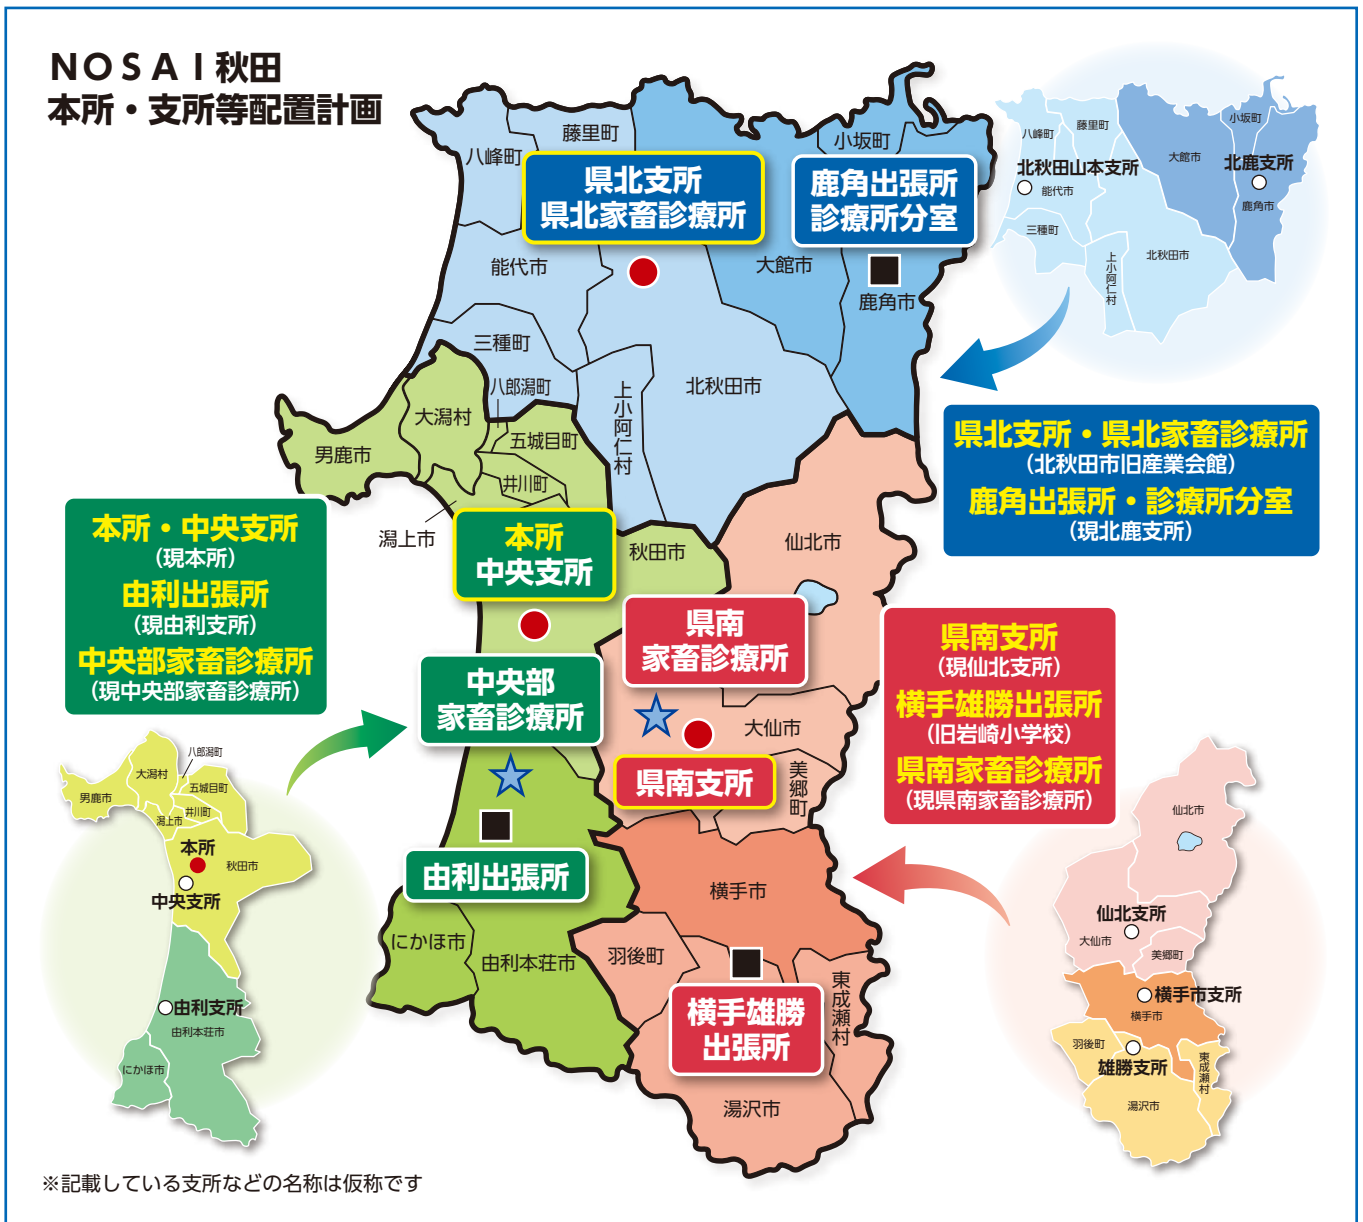 ＮＯＳＡＩ秋田
本所・支所等配置計画
八峰町
藤里町
小坂町
県北支所
県北家畜診療所
鹿角出張所
診療所分室
能代市
大館市
鹿角市
三種町
八郎潟町
上小阿仁村
北秋田市
大潟村
男鹿市
五城目町
井川町
潟上市
秋田市
本所
中央支所
仙北市
県南
家畜診療所
中央部
家畜診療所
大仙市
県南支所
美郷町
由利出張所
横手市
にかほ市
由利本荘市
羽後町
東成瀬村
横手雄勝
出張所
湯沢市
八峰町
藤里町
小坂町
大館市
北秋田山本支所
北鹿支所
能代市
鹿角市
三種町
北秋田市
上小阿仁村
県北支所・県北家畜診療所
（北秋田市旧産業会館）
鹿角出張所・診療所分室
（現北鹿支所）
本所・中央支所
（現本所）
由利出張所
（現由利支所）
中央部家畜診療所
（現中央部家畜診療所）
県南支所
（現仙北支所）
横手雄勝出張所
（旧岩崎小学校）
県南家畜診療所
（現県南家畜診療所）
八郎潟町
大潟村
男鹿市
五城目町
井川町
潟上市
本所
秋田市
中央支所
由利支所
由利本荘市
にかほ市
仙北市
仙北支所
大仙市
美郷町
横手市支所
横手市
羽後町
雄勝支所
東成瀬村
湯沢市
※記載している支所などの名称は仮称です